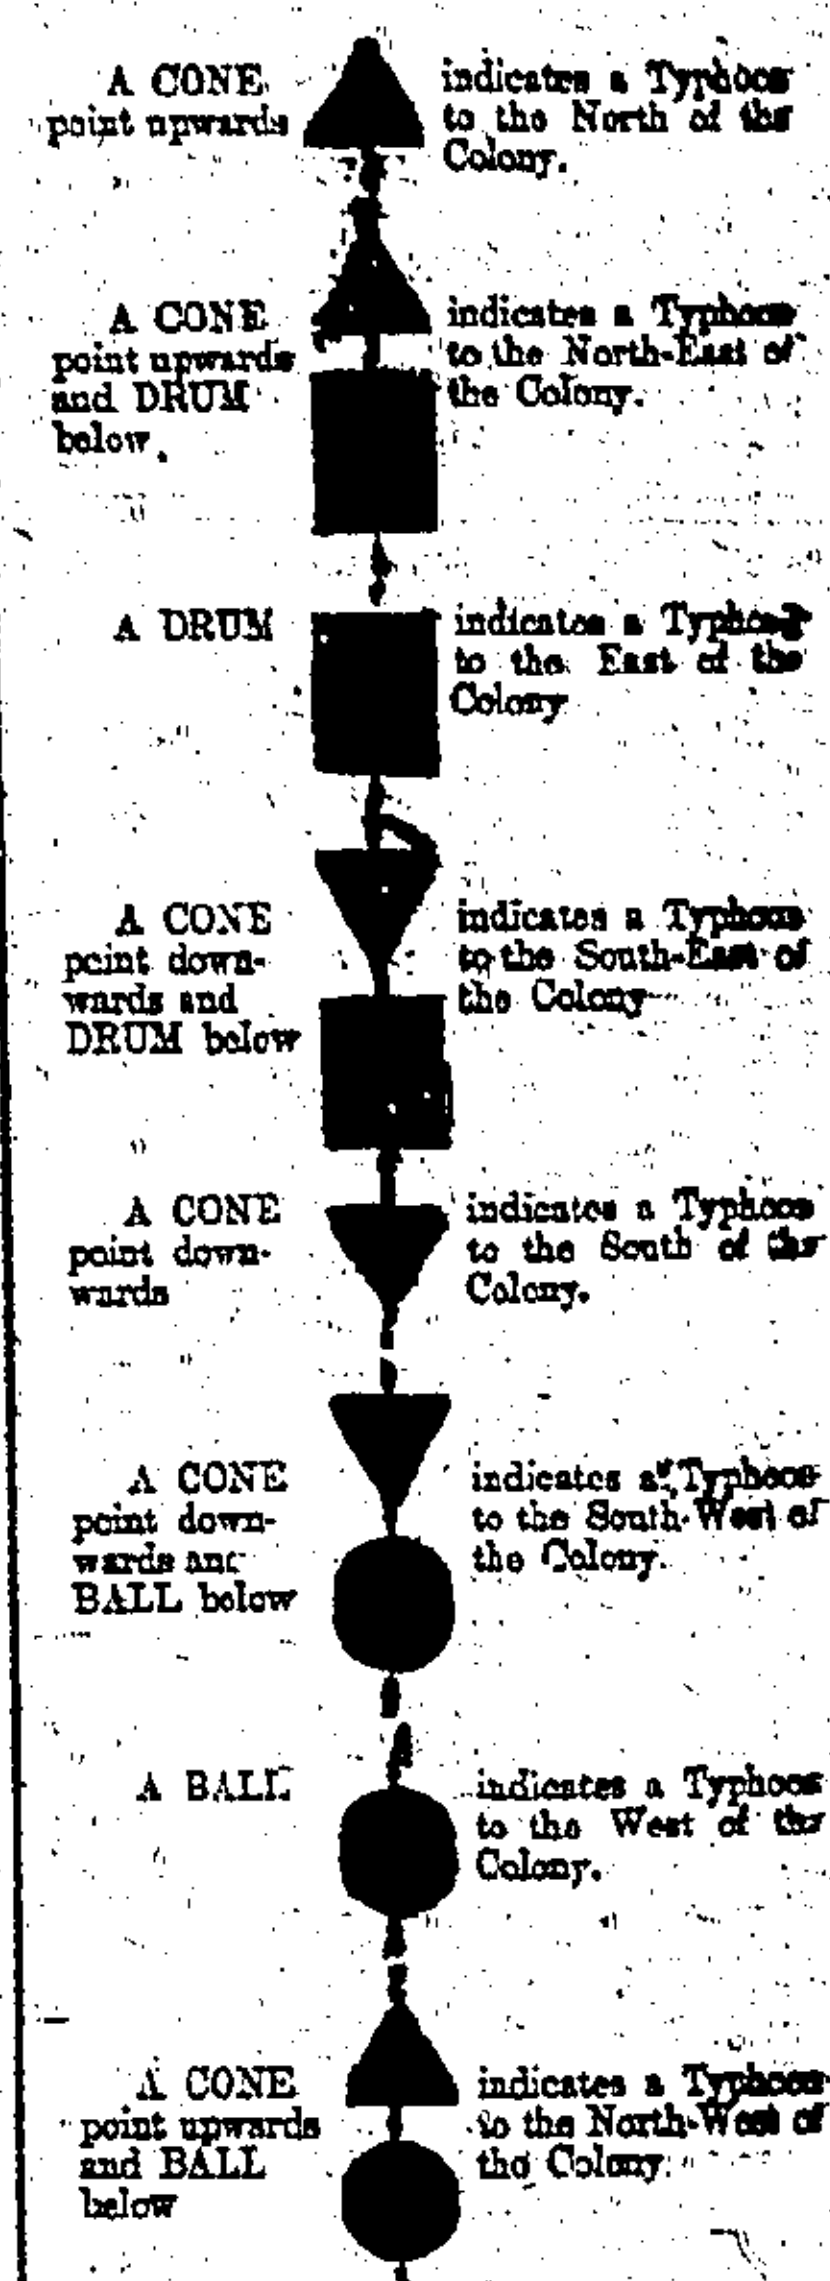 A CONE
point upwards
indicates a Typhoon
to the North of the
Colony.
A CONE
point upwards
and DRUM
below.
indicates a Typhoon
to the North-East of
the Colony.
A DRUM
indicates a Typhoon
to the East of the
Colony
A CONE
point down-
wards and
DRUM below
indicates a Typhoon
to the South-East of
the Colony
A CONE
point down-
wards
indicates a Typhoon
to the South of the
Colony.
A CONE
point down-
wards and
BALL below
indicates a Typhoon
to the South-West of
the Colony.
A BALL
indicates a Typhoon
to the West of the
Colony.
A CONE
point upwards
and BALL
below
indicates a Typhoon
to the North-West of
the Colony.